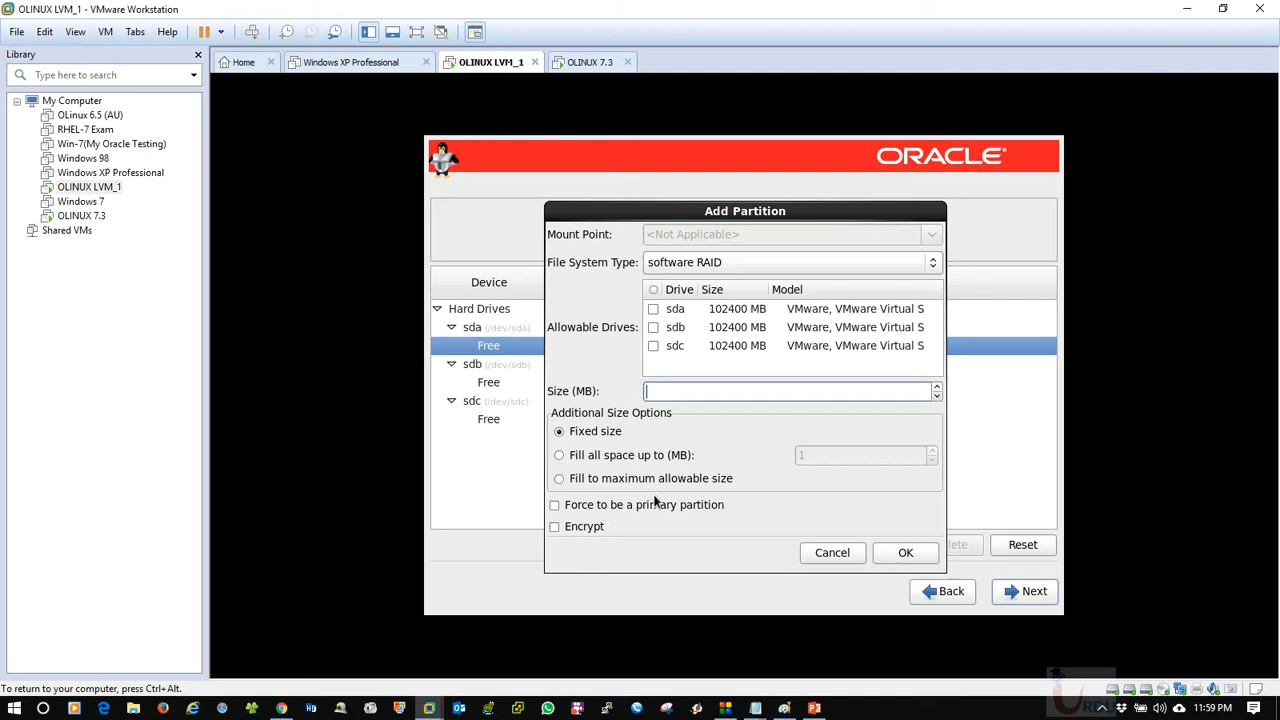 OLINUX LVM_1 - VMware Workstation
File Edit View VM Tabs Help
Library
Type here to search
My Computer
OLinux 6.5 (AU)
RHEL-7 Exam
Win-7(My Oracle Testing)
Windows 98
Windows XP Professional
OLINUX LVM_1
Windows 7
OLINUX 7.3
Shared VMs
Home
Windows XP Professional
OLINUX LVM_1
OLINUX 7.3
ORACLE
Device
Hard Drives
sda (/dev/sda)
Free
sdb (/dev/sdb)
Free
sdc (/dev/sdc)
Free
Add Partition
Mount Point: <Not Applicable>
File System Type: software RAID
Allowable Drives:
Drive Size Model
sda 102400 MB VMware, VMware Virtual S
sdb 102400 MB VMware, VMware Virtual S
sdc 102400 MB VMware, VMware Virtual S
Size (MB):
Additional Size Options
Fixed size
Fill all space up to (MB): 1
Fill to maximum allowable size
Force to be a primary partition
Encrypt
Cancel OK
elete Reset
Back Next
To return to your computer, press Ctrl+Alt.
11:59 PM